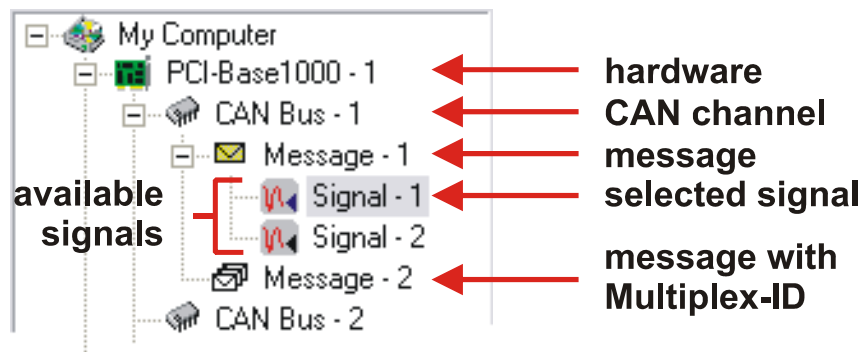 My Computer
PCI-Base1000 - 1
hardware
CAN Bus - 1
CAN channel
Message - 1
message
available
signals
Signal - 1
selected signal
Signal - 2
Message - 2
message with
Multiplex-ID
CAN Bus - 2